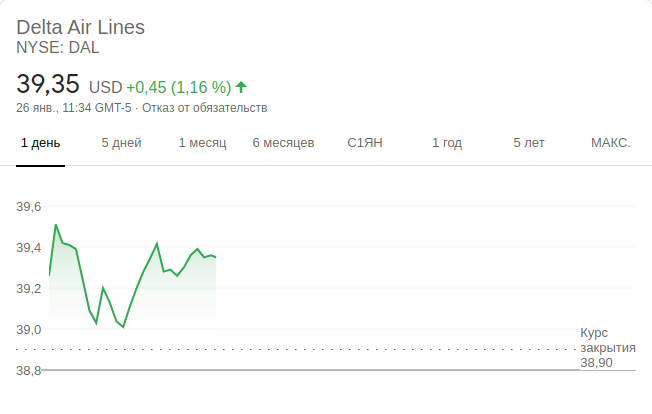 Delta Air Lines
NYSE: DAL
39,35 USD +0,45 (1,16 %)
26 янв., 11:34 GMT-5 · Отказ от обязательств
1 день 5 дней 1 месяц 6 месяцев С1ЯН 1 год 5 лет МАКС.
39,6
39,4
39,2
39,0
Курс
закрытия
38,90
38,8